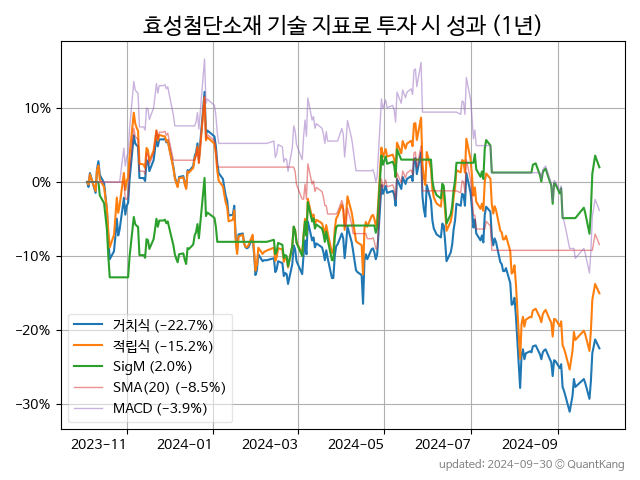 효성첨단소재 기술 지표로 투자 시 성과 (1년)
10%
0%
−10%
−20%
−30%
거치식 (−22.7%)
적립식 (−15.2%)
SigM (2.0%)
SMA(20) (−8.5%)
MACD (−3.9%)
2023-11 2024-01 2024-03 2024-05 2024-07 2024-09
updated: 2024-09-30 © QuantKang